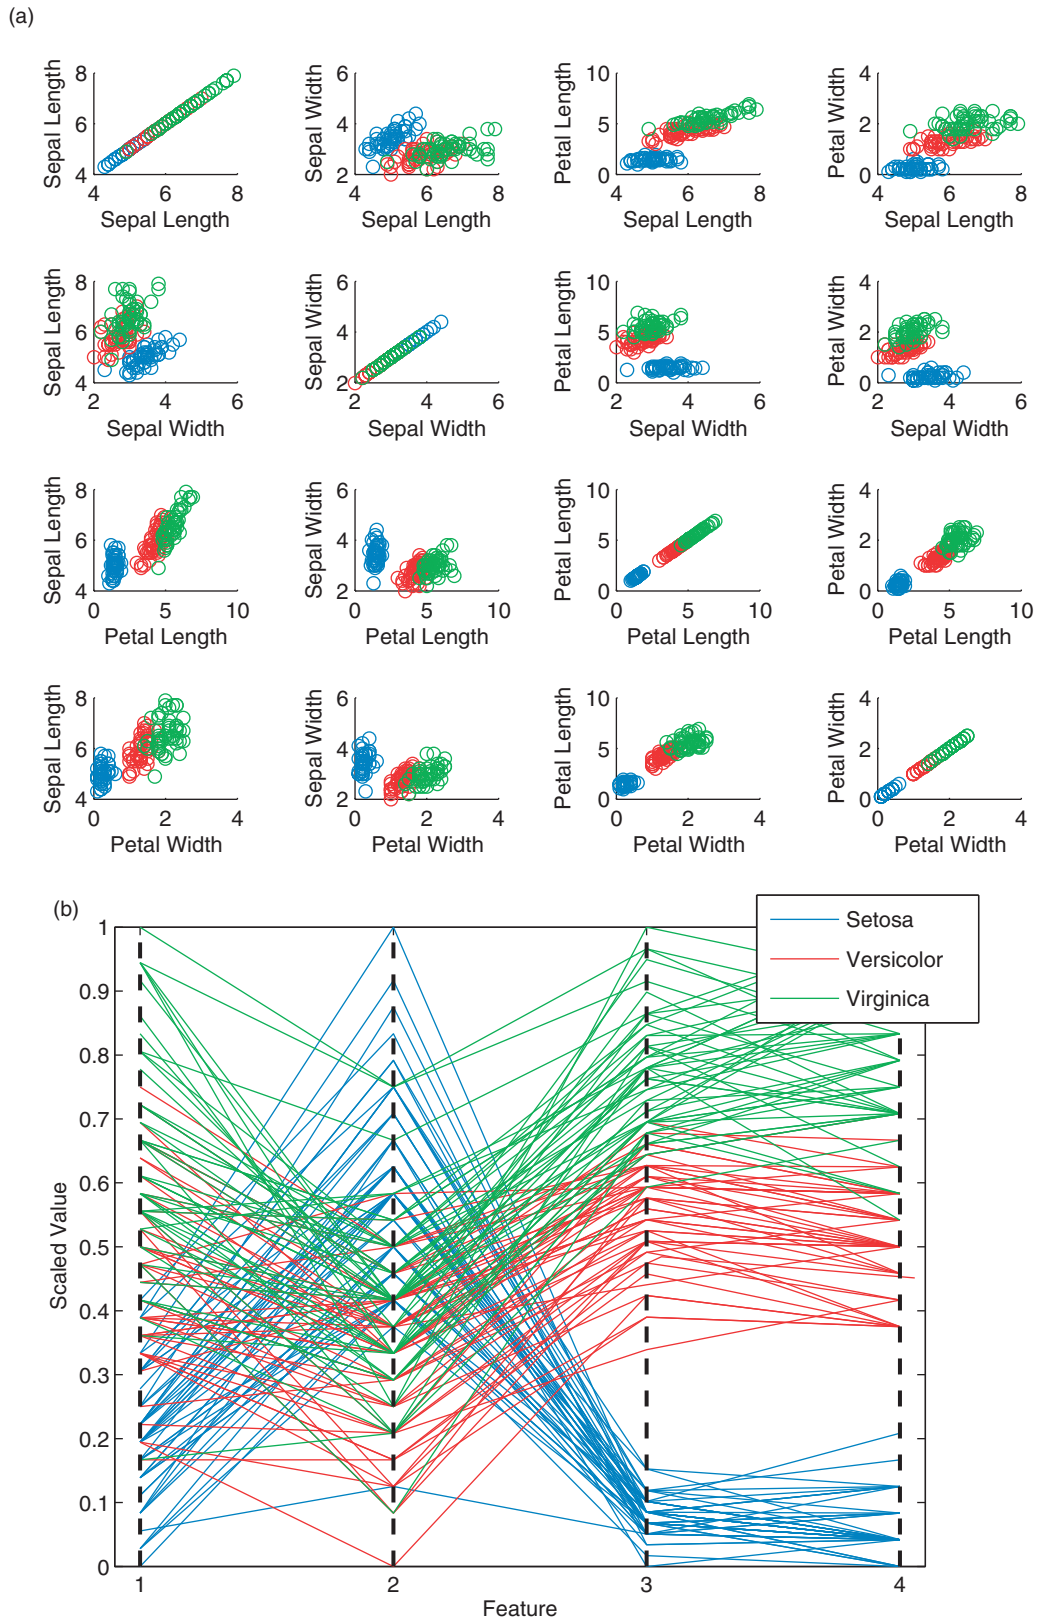 (a)
Sepal Length
8
6
4
4 6 8
Sepal Length
Sepal Width
6
4
2
4 6 8
Sepal Length
Petal Length
10
5
0
4 6 8
Sepal Length
Petal Width
4
2
0
4 6 8
Sepal Length
Sepal Length
8
6
4
2 4 6
Sepal Width
Sepal Width
6
4
2
2 4 6
Sepal Width
Petal Length
10
5
0
2 4 6
Sepal Width
Petal Width
4
2
0
2 4 6
Sepal Width
Sepal Length
8
6
4
0 5 10
Petal Length
Sepal Width
6
4
2
0 5 10
Petal Length
Petal Length
10
5
0
0 5 10
Petal Length
Petal Width
4
2
0
0 5 10
Petal Length
Sepal Length
8
6
4
0 2 4
Petal Width
Sepal Width
6
4
2
0 2 4
Petal Width
Petal Length
10
5
0
0 2 4
Petal Width
Petal Width
4
2
0
0 2 4
Petal Width
(b)
Setosa
Versicolor
Virginica
Scaled Value
1
0.9
0.8
0.7
0.6
0.5
0.4
0.3
0.2
0.1
0
1 2 3 4
Feature